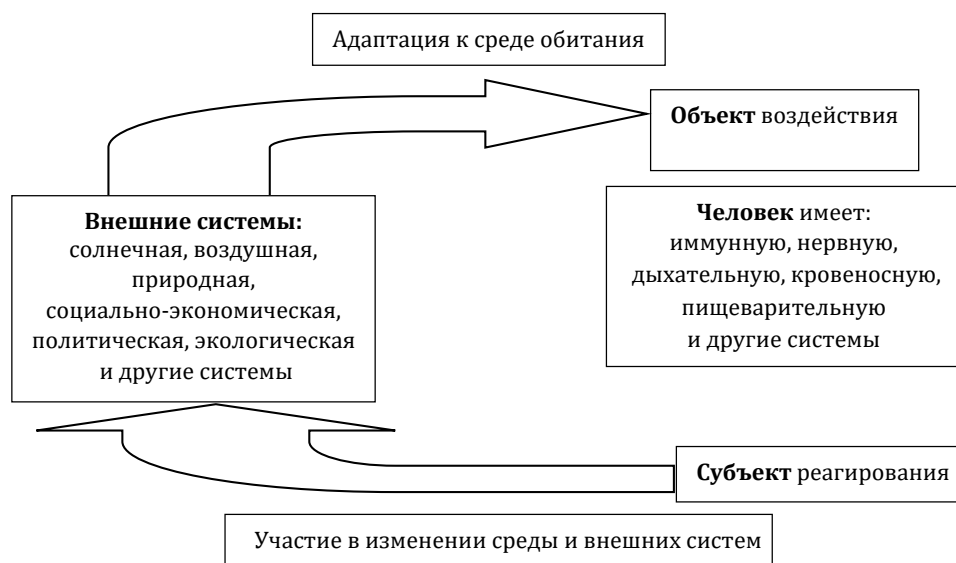 Адаптация к среде обитания
Объект воздействия
Внешние системы:
солнечная, воздушная,
природная,
социально-экономическая,
политическая, экологическая
и другие системы
Человек имеет:
иммунную, нервную,
дыхательную, кровеносную,
пищеварительную
и другие системы
Субъект реагирования
Участие в изменении среды и внешних систем